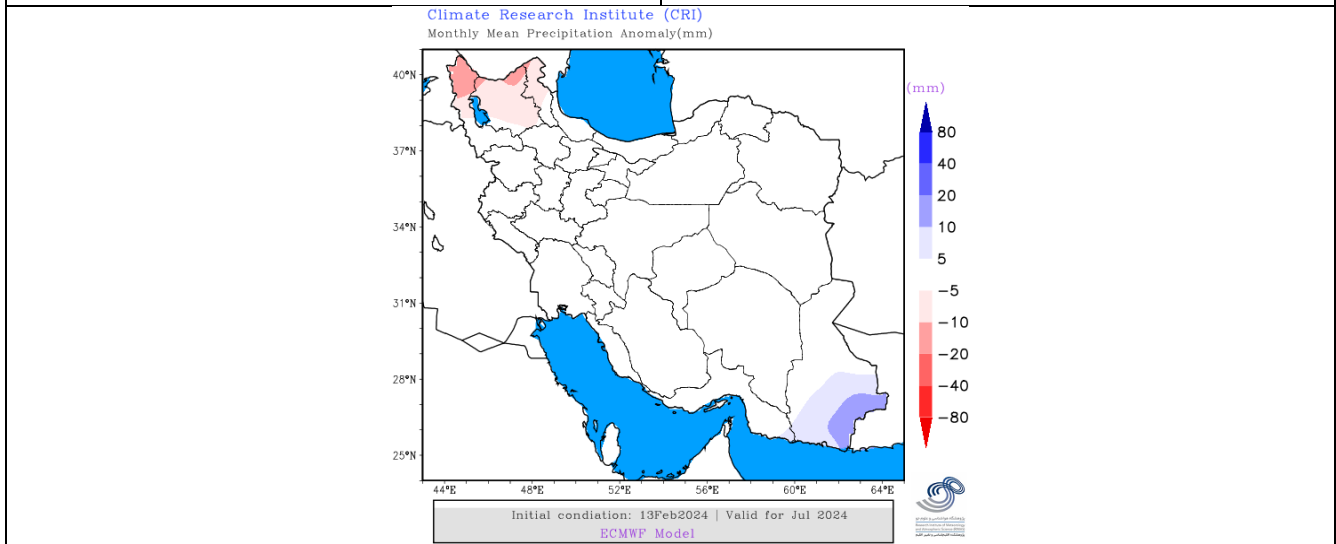 Climate Research Institute (CRI)
Monthly Mean Precipitation Anomaly(mm)
40°N
37°N
34°N
31°N
28°N
25°N
44°E 48°E 52°E 56°E 60°E 64°E
(mm)
80
40
20
10
5
−5
−10
−20
−40
−80
Initial condiation: 13Feb2024 | Valid for Jul 2024
ECMWF Model